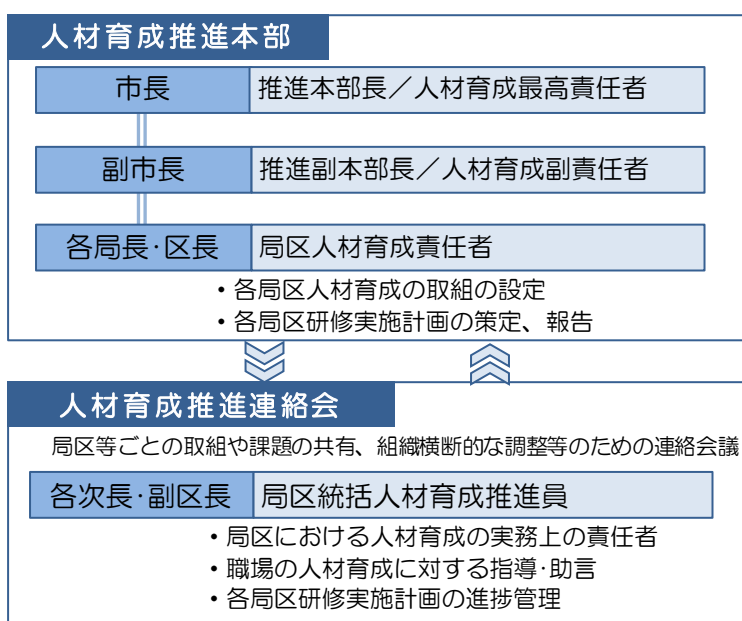 人材育成推進本部
市長 推進本部長／人材育成最高責任者
副市長 推進副本部長／人材育成副責任者
各局長・区長 局区人材育成責任者
・各局区人材育成の取組の設定
・各局区研修実施計画の策定、報告
人材育成推進連絡会
局区等ごとの取組や課題の共有、組織横断的な調整等のための連絡会議
各次長・副区長 局区統括人材育成推進員
・局区における人材育成の実務上の責任者
・職場の人材育成に対する指導・助言
・各局区研修実施計画の進捗管理